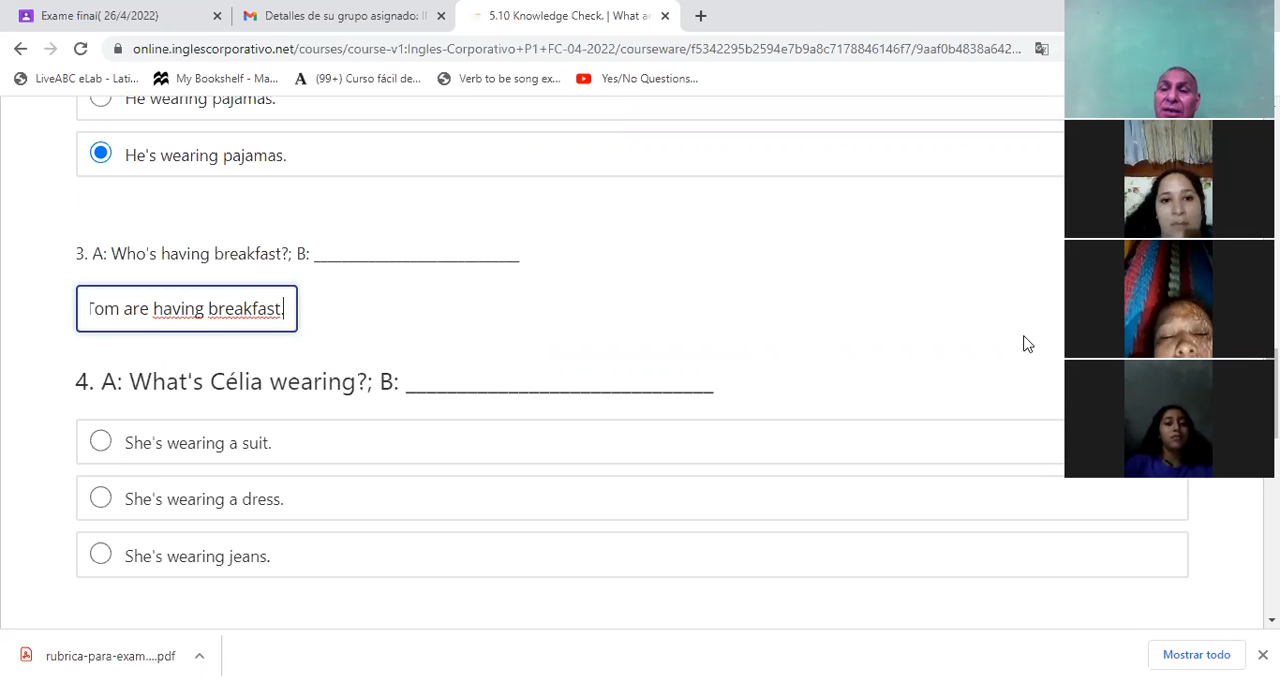 Exame final( 26/4/2022)
Detalles de su grupo asignado: I
5.10 Knowledge Check. | What a
online.inglescorporativo.net/courses/course-v1:Ingles-Corporativo+P1+FC-04-2022/courseware/f5342295b2594e7b9a8c7178846146f7/9aaf0b4838a642...
LiveABC eLab - Lati...
My Bookshelf - Ma...
(99+) Curso fácil de...
Verb to be song ex...
Yes/No Questions...
He wearing pajamas.
He's wearing pajamas.
3. A: Who's having breakfast?; B: ___________________________
Tom are having breakfast.
4. A: What's Célia wearing?; B: ___________________________
She's wearing a suit.
She's wearing a dress.
She's wearing jeans.
rubrica-para-exam....pdf
Mostrar todo